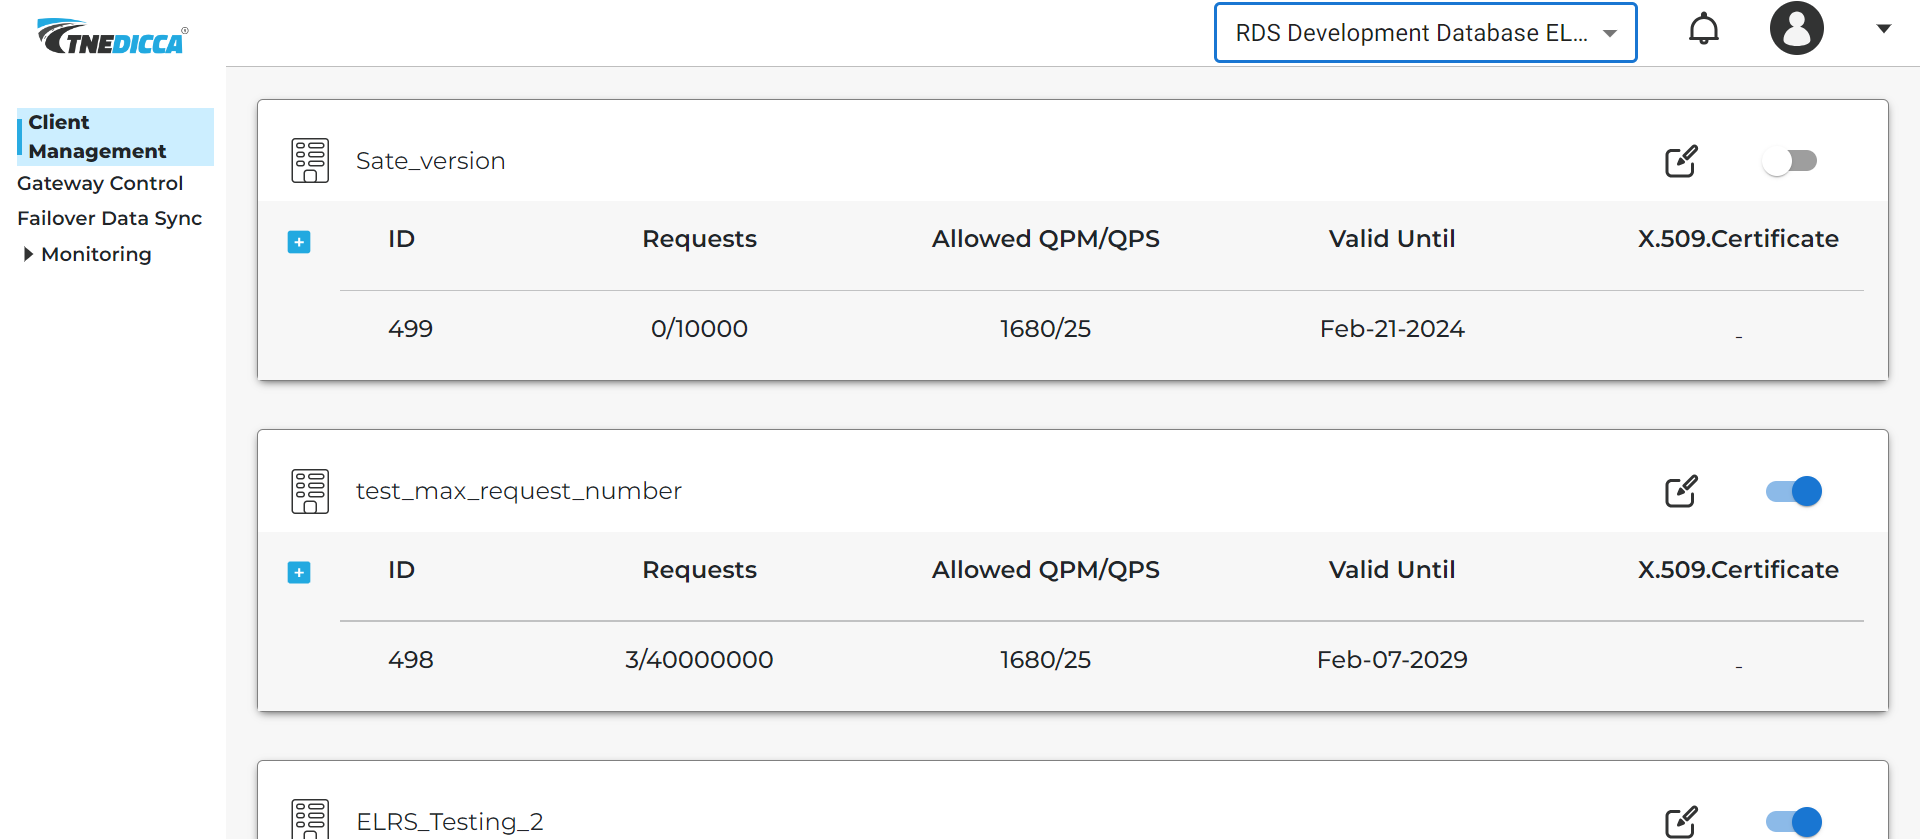 TNEDICCA®
RDS Development Database EL...
Client
Management
Gateway Control
Failover Data Sync
Monitoring
Sate_version
ID Requests Allowed QPM/QPS Valid Until X.509.Certificate
499 0/10000 1680/25 Feb-21-2024 -
test_max_request_number
ID Requests Allowed QPM/QPS Valid Until X.509.Certificate
498 3/40000000 1680/25 Feb-07-2029 -
ELRS_Testing_2